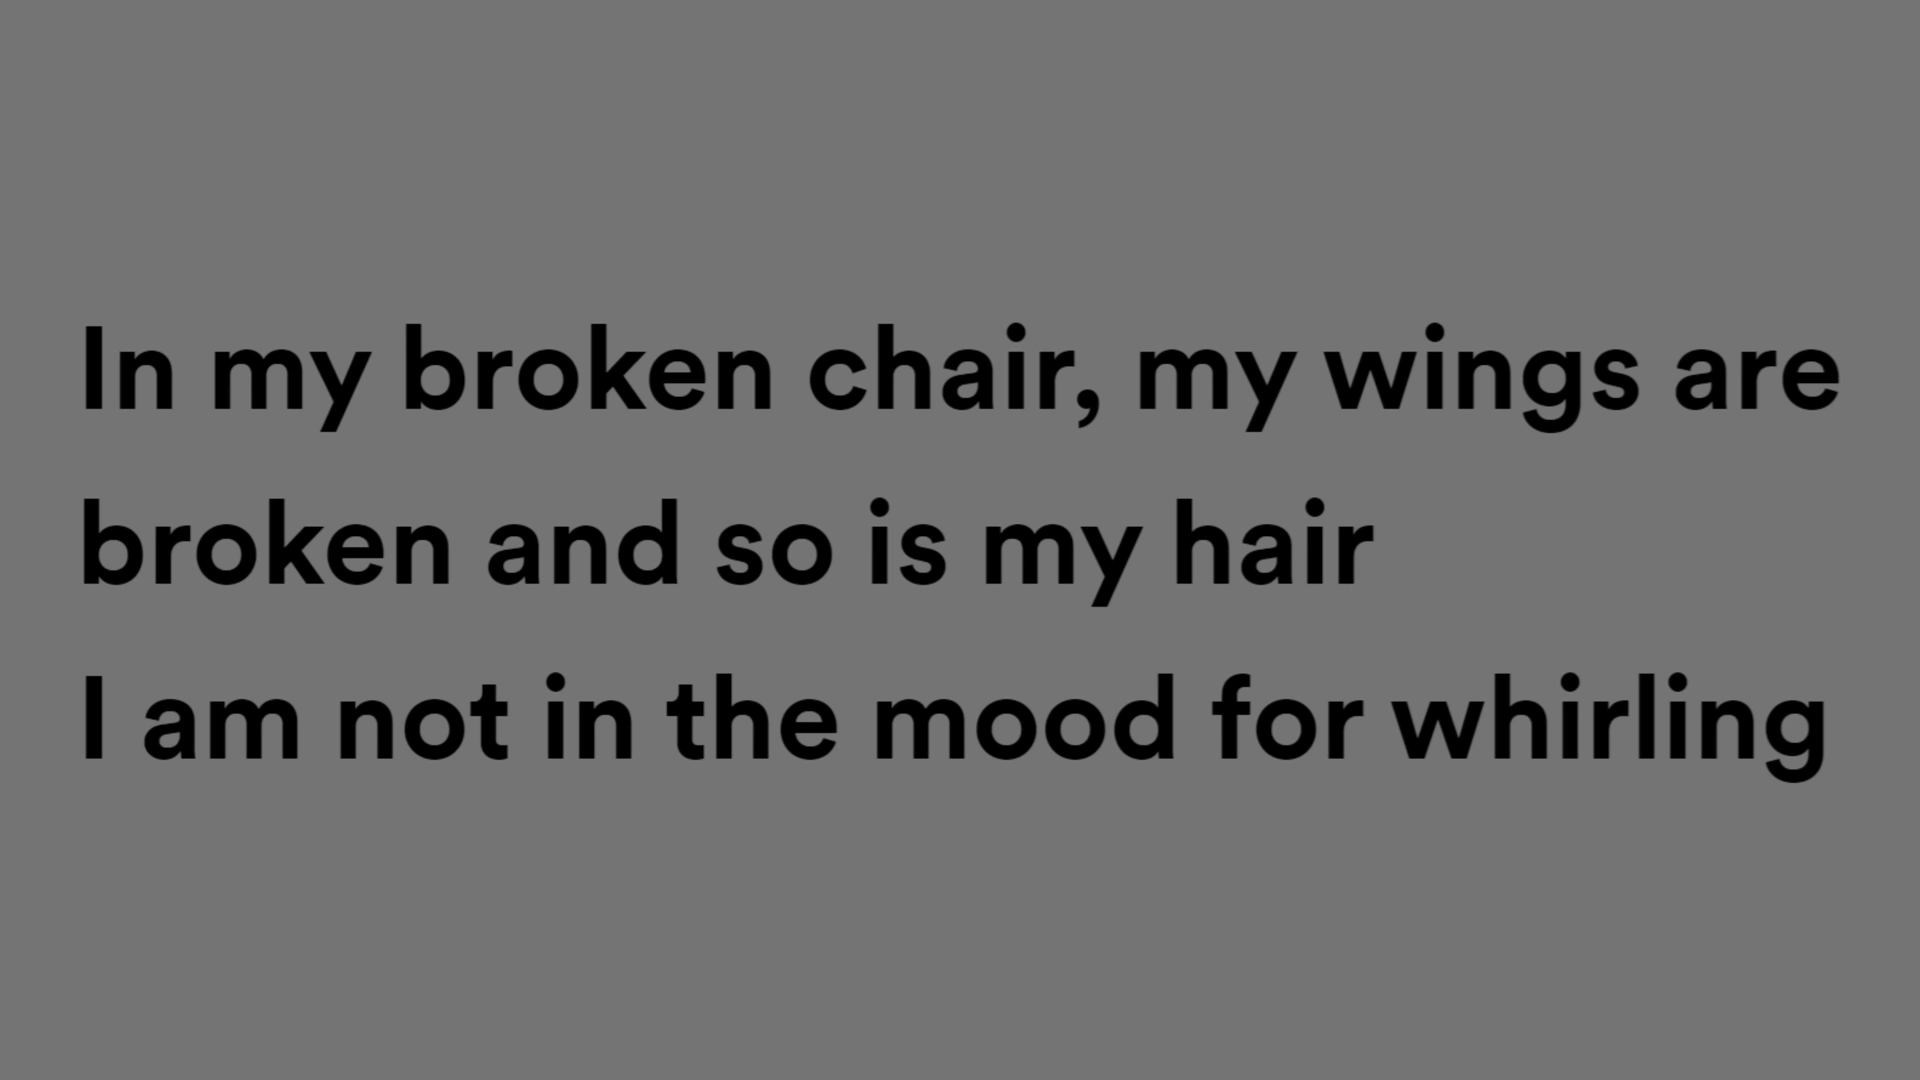 In my broken chair, my wings are
broken and so is my hair
I am not in the mood for whirling